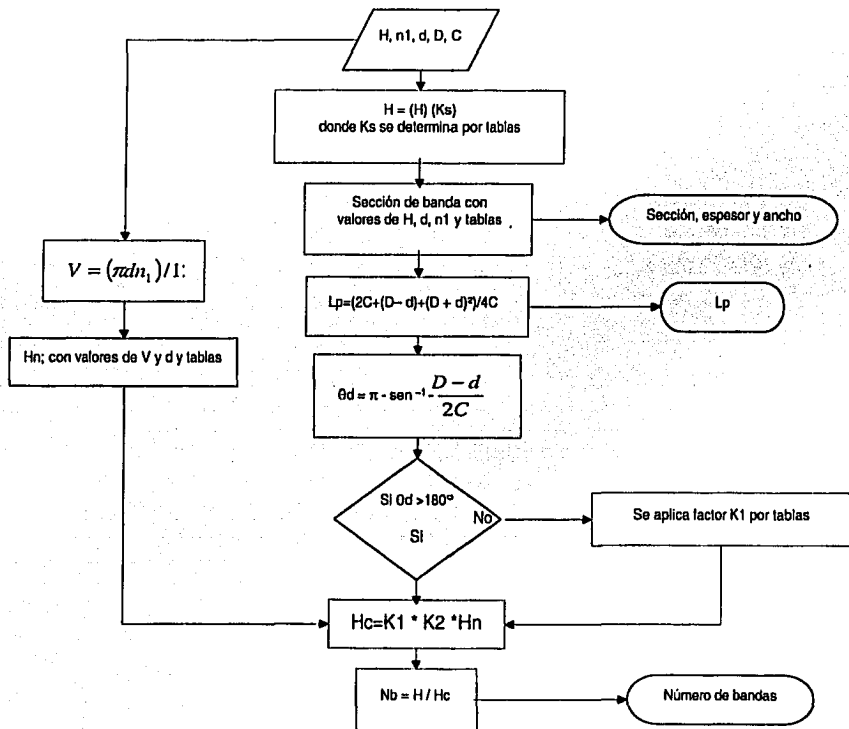 H, n1, d, D, C
H = (H) (Ks)
donde Ks se determina por tablas
Sección de banda con
valores de H, d, n1 y tablas
Sección, espesor y ancho
V = (πdn₁)/1:
Lp=(2C+(D– d)+(D + d)²)/4C
Lp
Hn; con valores de V y d y tablas
θd = π - sen⁻¹ - D − d
2C
SI θd >180°
No
SI
Se aplica factor K1 por tablas
Hc=K1 * K2 *Hn
Nb = H / Hc
Número de bandas